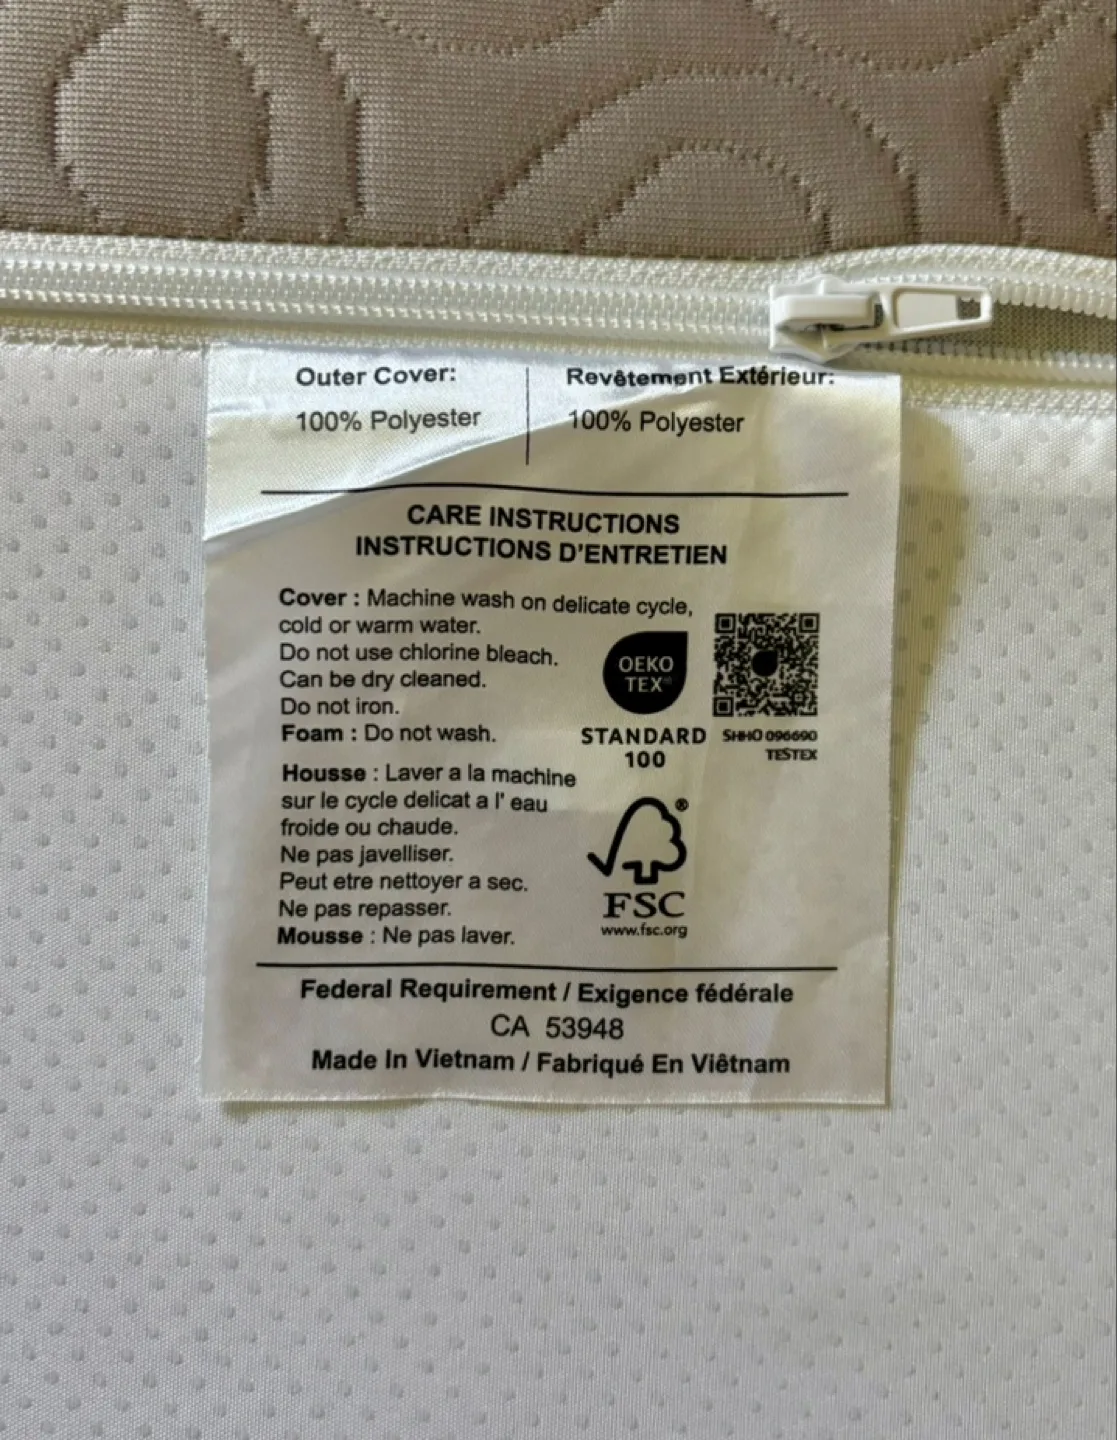 Outer Cover:
100% Polyester
Revêtement Extérieur:
100% Polyester
CARE INSTRUCTIONS
INSTRUCTIONS D'ENTRETIEN
Cover : Machine wash on delicate cycle,
cold or warm water.
Do not use chlorine bleach.
Can be dry cleaned.
Do not iron.
Foam : Do not wash.
OEKO
TEX®
STANDARD
100
SHHO 096690
TESTEX
Housse : Laver a la machine
sur le cycle delicat a l' eau
froide ou chaude.
Ne pas javelliser.
Peut etre nettoyer a sec.
Ne pas repasser.
Mousse : Ne pas laver.
®
FSC
www.fsc.org
Federal Requirement / Exigence fédérale
CA 53948
Made In Vietnam / Fabriqué En Viêtnam